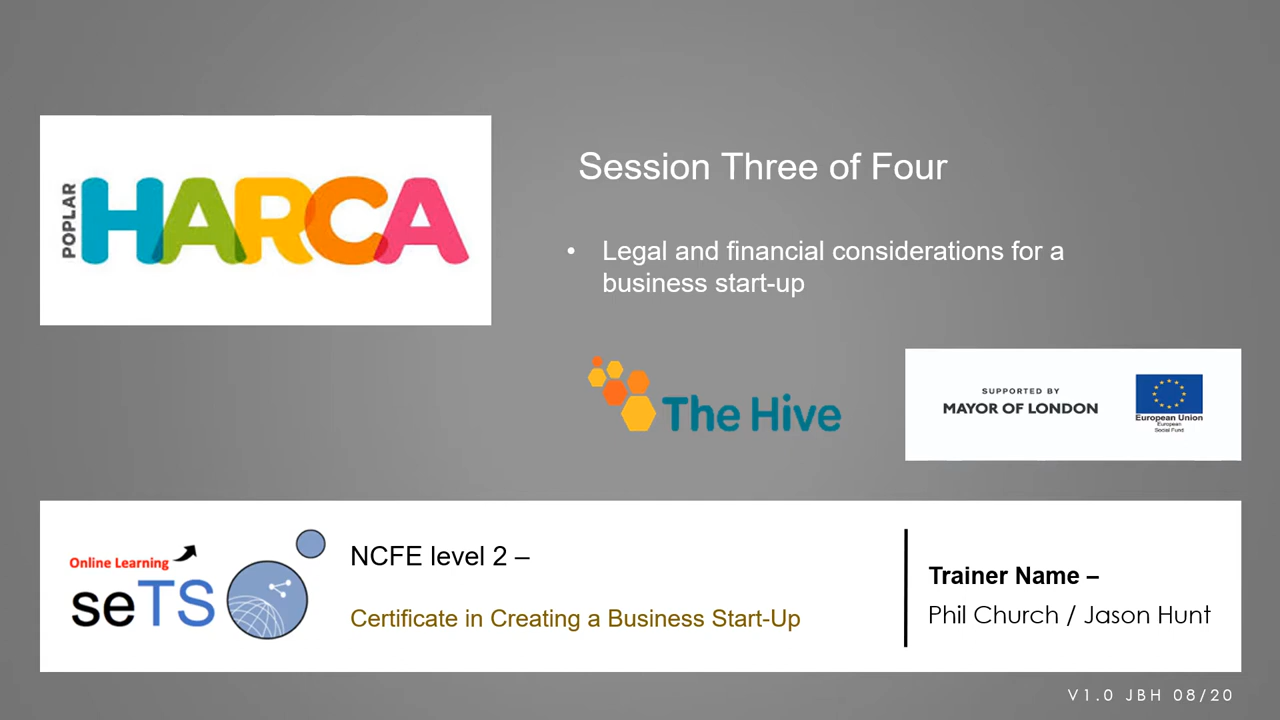 POPLAR
HARCA
Session Three of Four
• Legal and financial considerations for a
business start-up
The Hive
SUPPORTED BY
MAYOR OF LONDON
European Union
European
Social Fund
Online Learning
seTS
NCFE level 2 –
Certificate in Creating a Business Start-Up
Trainer Name –
Phil Church / Jason Hunt
V1.0 JBH 08/20